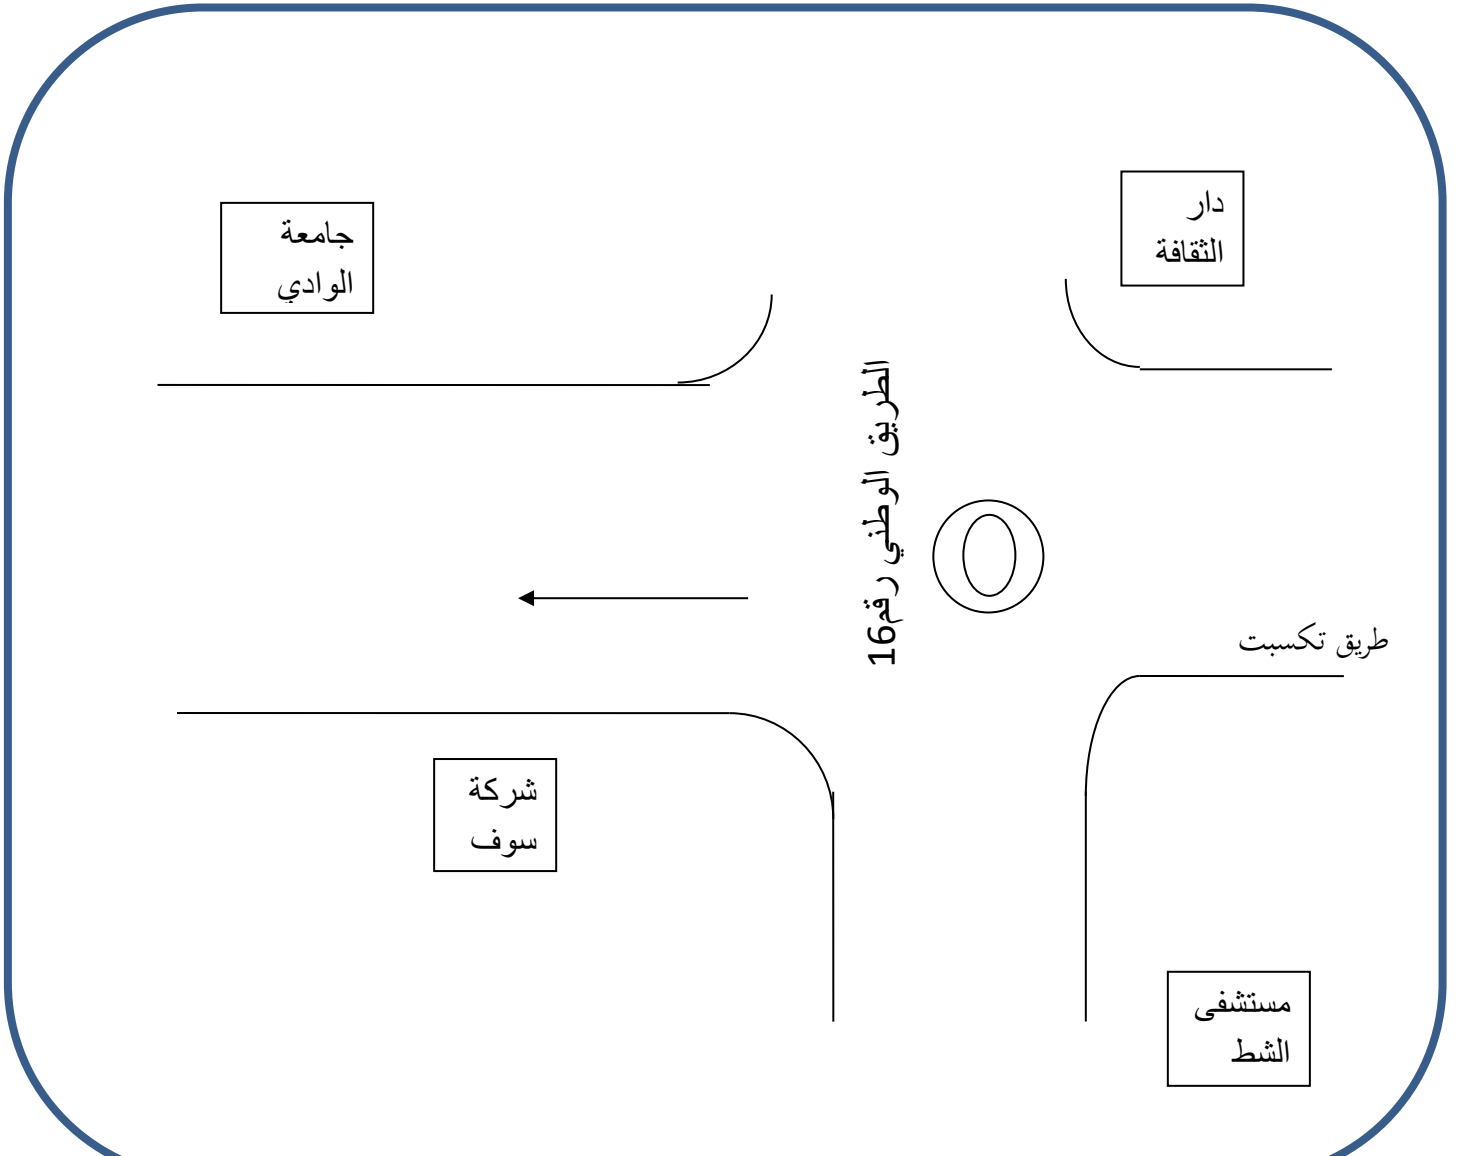 دار
الثقافة
جامعة
الوادي
الطريق الوطني رقم16
طريق تكسبت
شركة
سوف
مستشفى
الشط